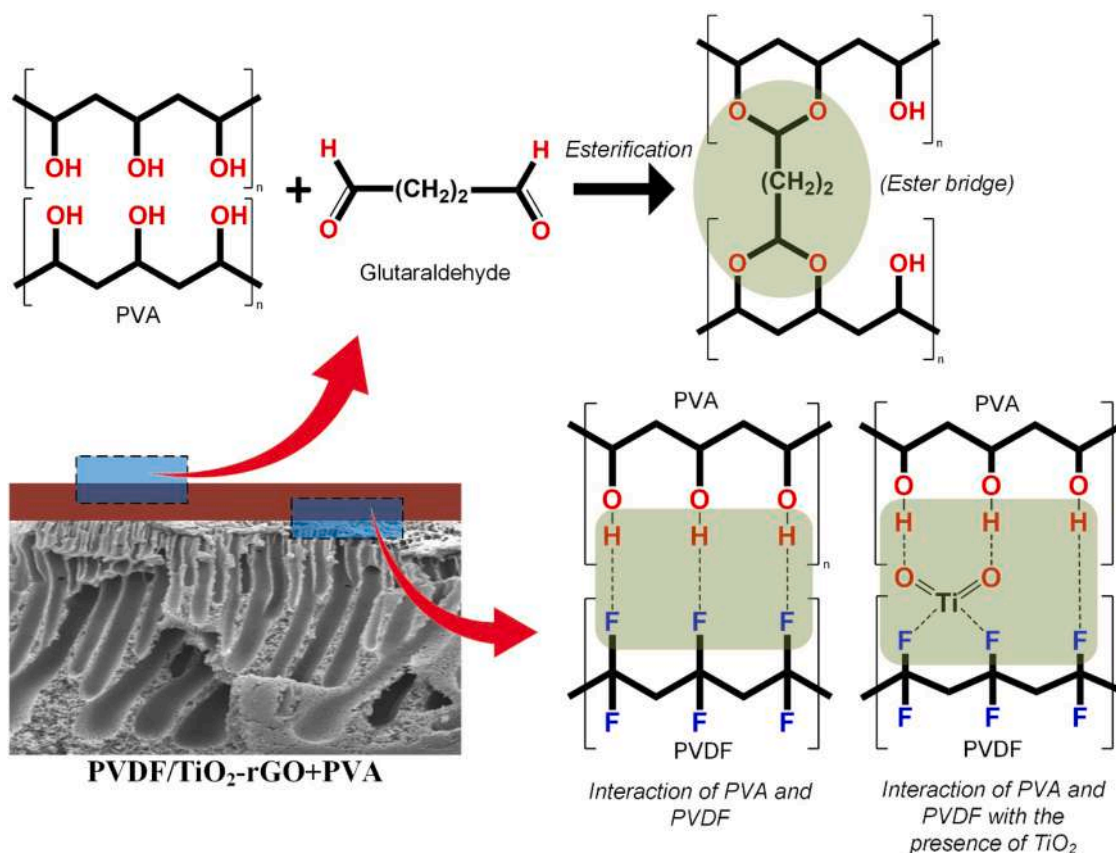 OH OH OH
n
OH OH OH
n
PVA
+
H H
(CH₂)₂
O O
Glutaraldehyde
Esterification
O O OH
n
(CH₂)₂
(Ester bridge)
O O OH
n
PVA
O O O
H H H
n
F F F
F F F
PVDF
Interaction of PVA and
PVDF
PVA
O O O
H H H
O O
Ti
F F F
F F F
PVDF
Interaction of PVA and
PVDF with the
presence of TiO₂
PVDF/TiO₂-rGO+PVA